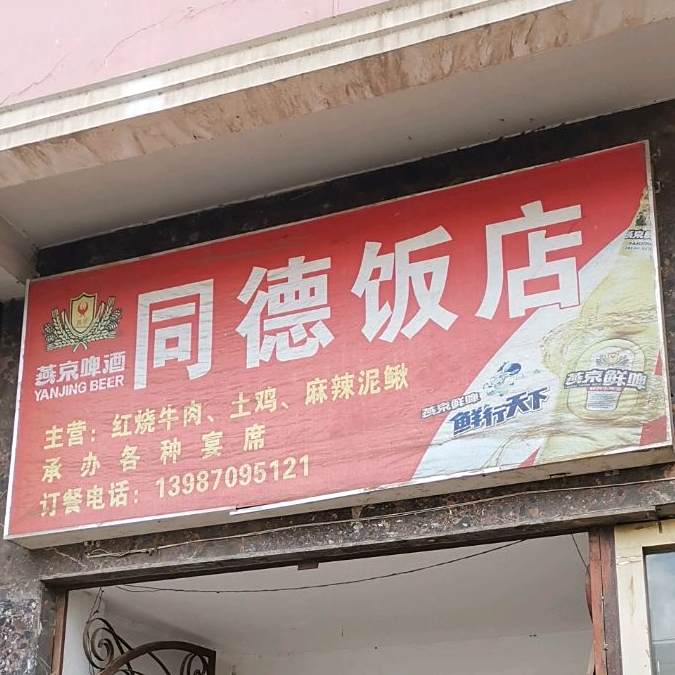 同德饭店
燕京啤酒
YANJING BEER
主营：红烧牛肉、土鸡、麻辣泥鳅
承办各种宴席
订餐电话：13987095121
燕京鲜啤
鲜行天下
燕京鲜啤